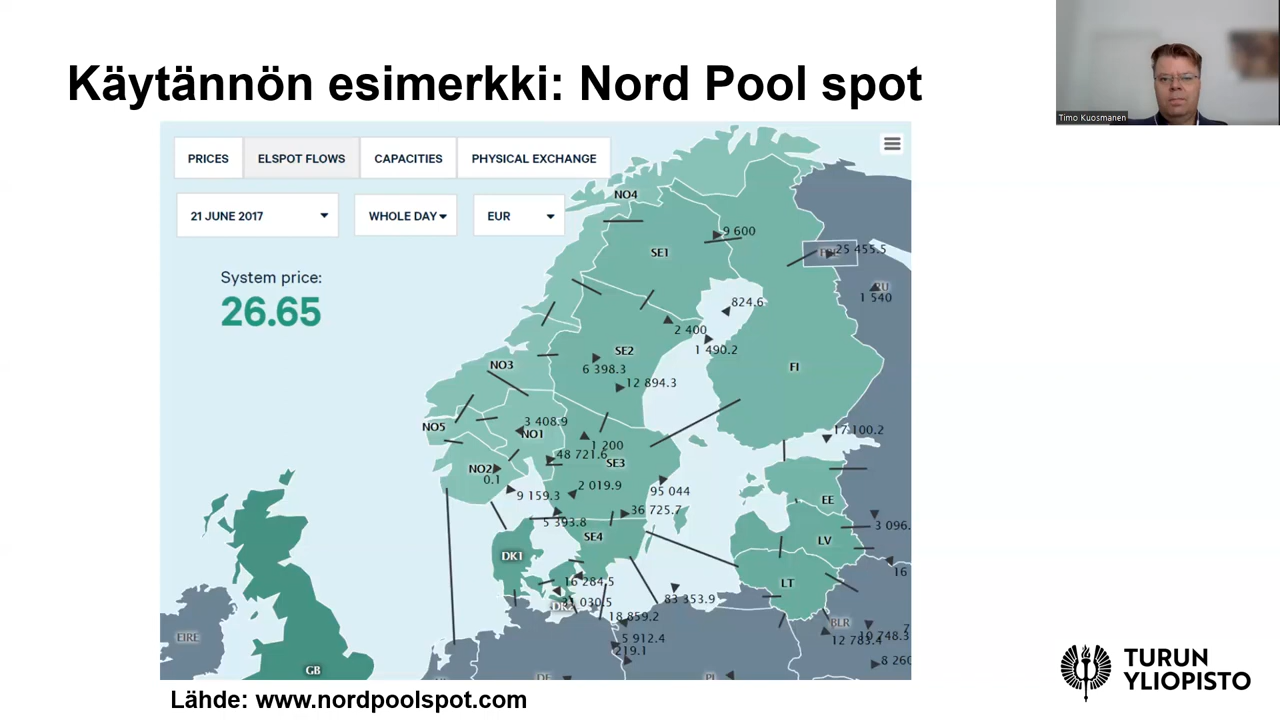 Käytännön esimerkki: Nord Pool spot
Timo Kuosmanen
PRICES
ELSPOT FLOWS
CAPACITIES
PHYSICAL EXCHANGE
21 JUNE 2017
WHOLE DAY
EUR
System price:
26.65
NO4
9 600
SE1
25 455.5
RU
1 540
824.6
2 400
1 490.2
SE2
NO3
6 398.3
12 894.3
FI
3 408.9
NO5
NO1
17 100.2
1 200
48 721.6
SE3
NO2
0.1
2 019.9
95 044
9 159.3
EE
36 725.7
5 393.8
3 096.
SE4
LV
DK1
16
16 284.5
LT
83 353.9
DK2
18 859.2
BLR
7
5 912.4
12 783.4
10 748.3
EIRE
219.1
8 260
GB
DE
PL
Lähde: www.nordpoolspot.com
TURUN
YLIOPISTO